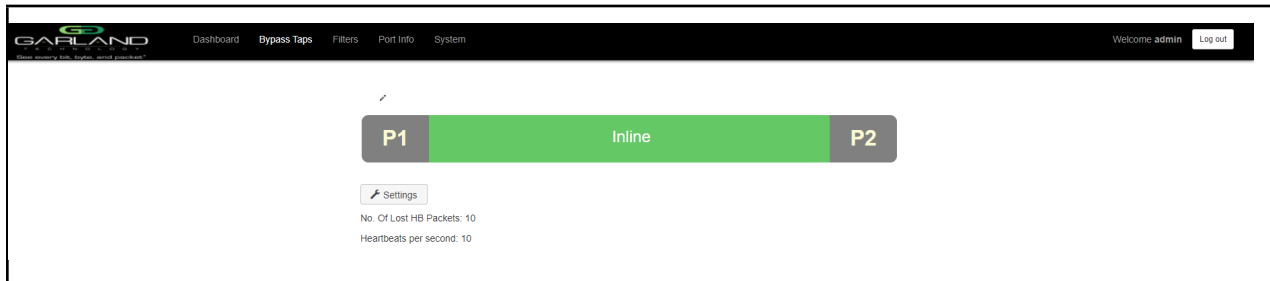 GARLAND
TECHNOLOGY
See every bit, byte, and packet®
Dashboard Bypass Taps Filters Port Info System Welcome admin Log out
P1 Inline P2
Settings
No. Of Lost HB Packets: 10
Heartbeats per second: 10